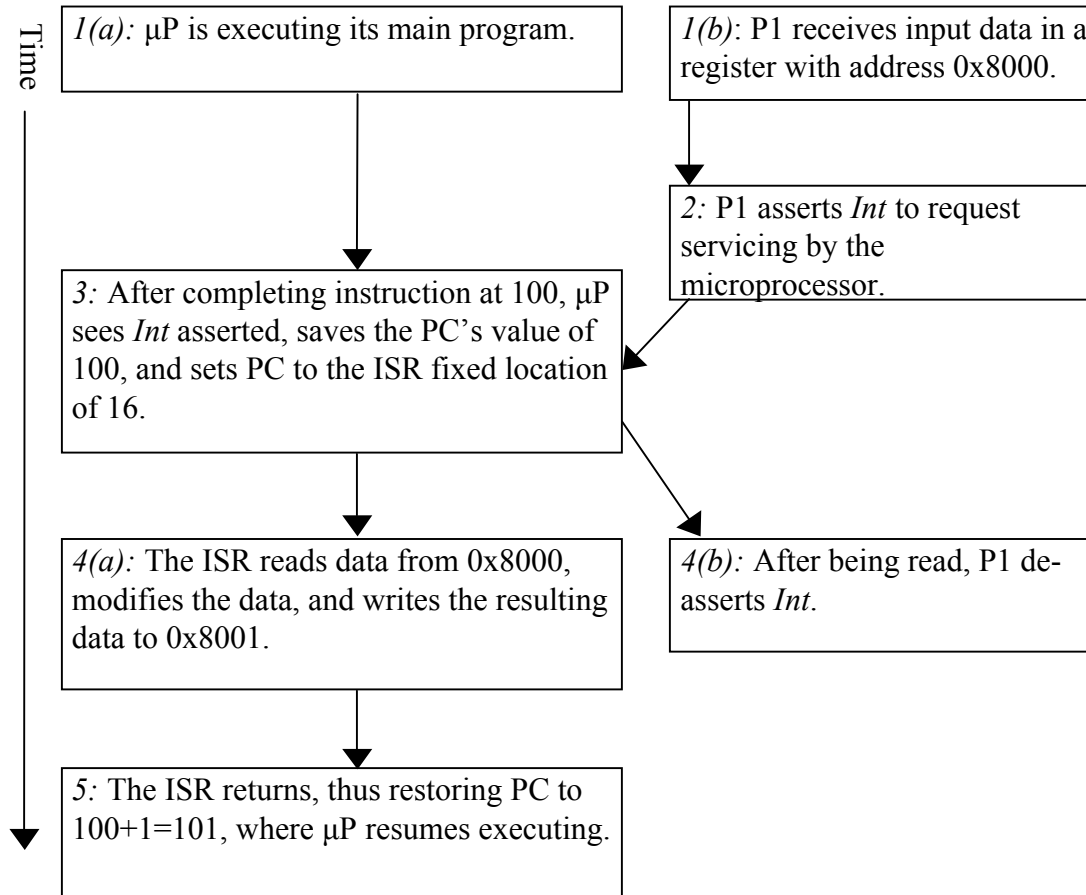 Time
1(a): μP is executing its main program.
1(b): P1 receives input data in a
register with address 0x8000.
2: P1 asserts Int to request
servicing by the
microprocessor.
3: After completing instruction at 100, μP
sees Int asserted, saves the PC’s value of
100, and sets PC to the ISR fixed location
of 16.
4(a): The ISR reads data from 0x8000,
modifies the data, and writes the resulting
data to 0x8001.
4(b): After being read, P1 de-
asserts Int.
5: The ISR returns, thus restoring PC to
100+1=101, where μP resumes executing.